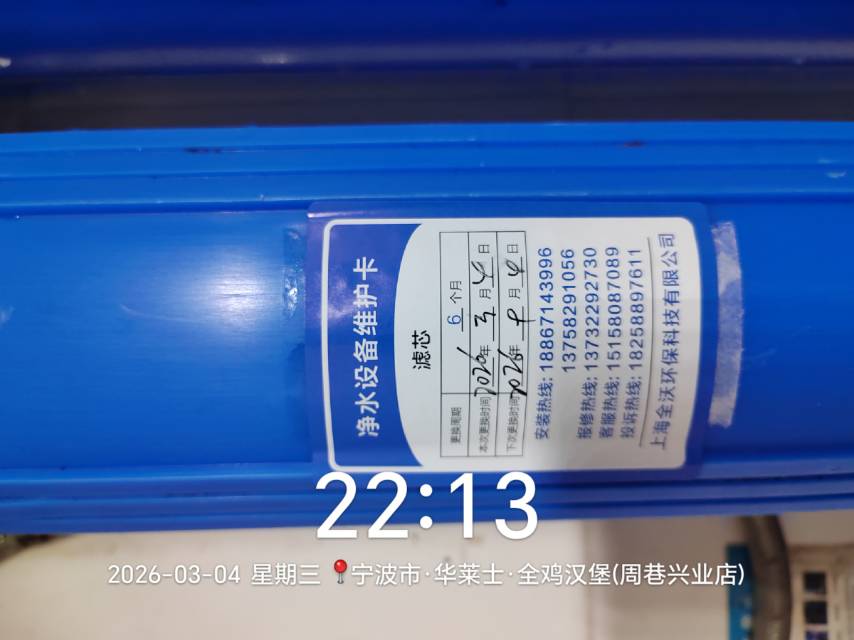 净水设备维护卡
滤芯
更换周期 6 个月
本次更换时间 2026年 3月 4日
下次更换时间 2026年 9月 4日
安装热线: 18867143996
13758291056
报修热线: 13732292730
客服热线: 15158087089
投诉热线: 18258897611
上海全沃环保科技有限公司
22:13
2026-03-04 星期三 📍宁波市·华莱士·全鸡汉堡(周巷兴业店)